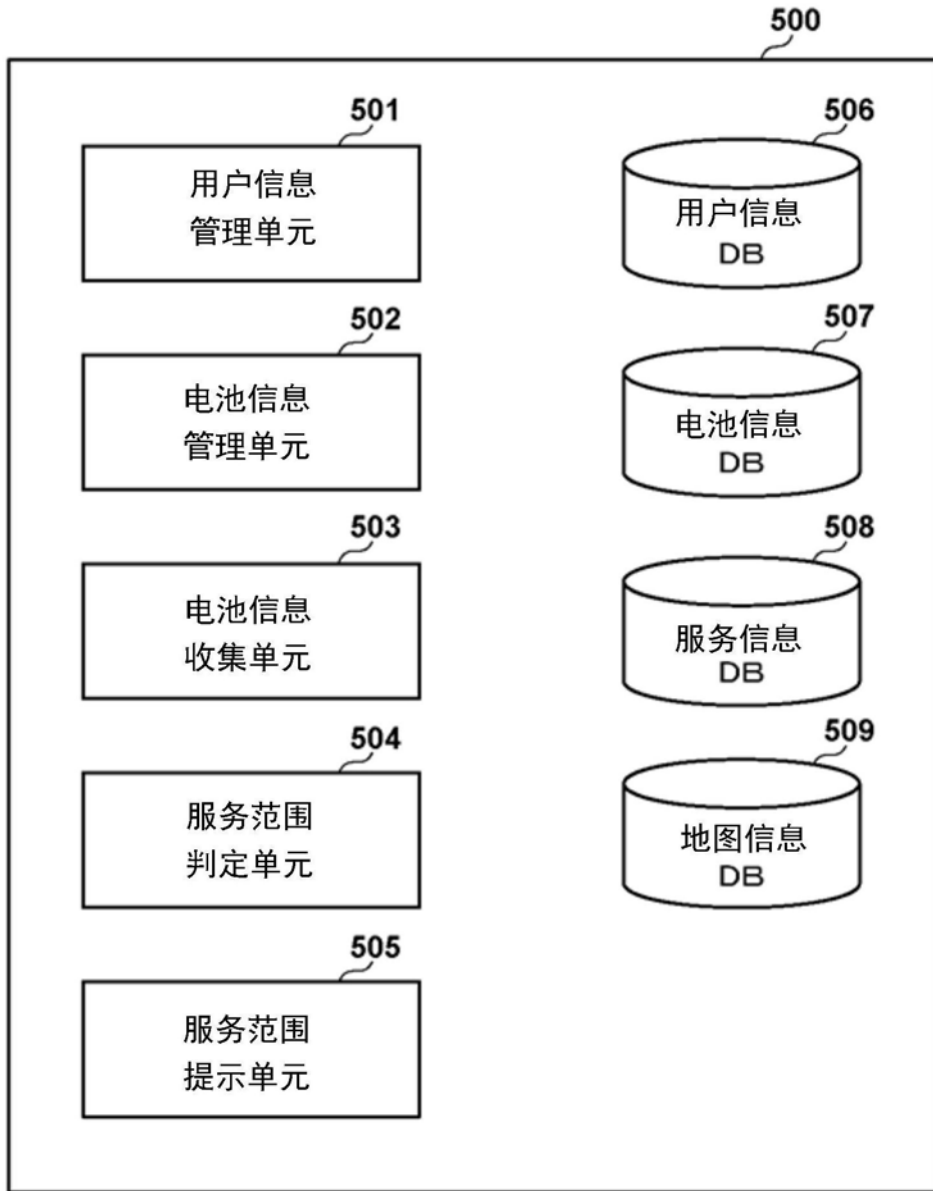 500
501
用户信息
管理单元
502
电池信息
管理单元
503
电池信息
收集单元
504
服务范围
判定单元
505
服务范围
提示单元
506
用户信息
DB
507
电池信息
DB
508
服务信息
DB
509
地图信息
DB